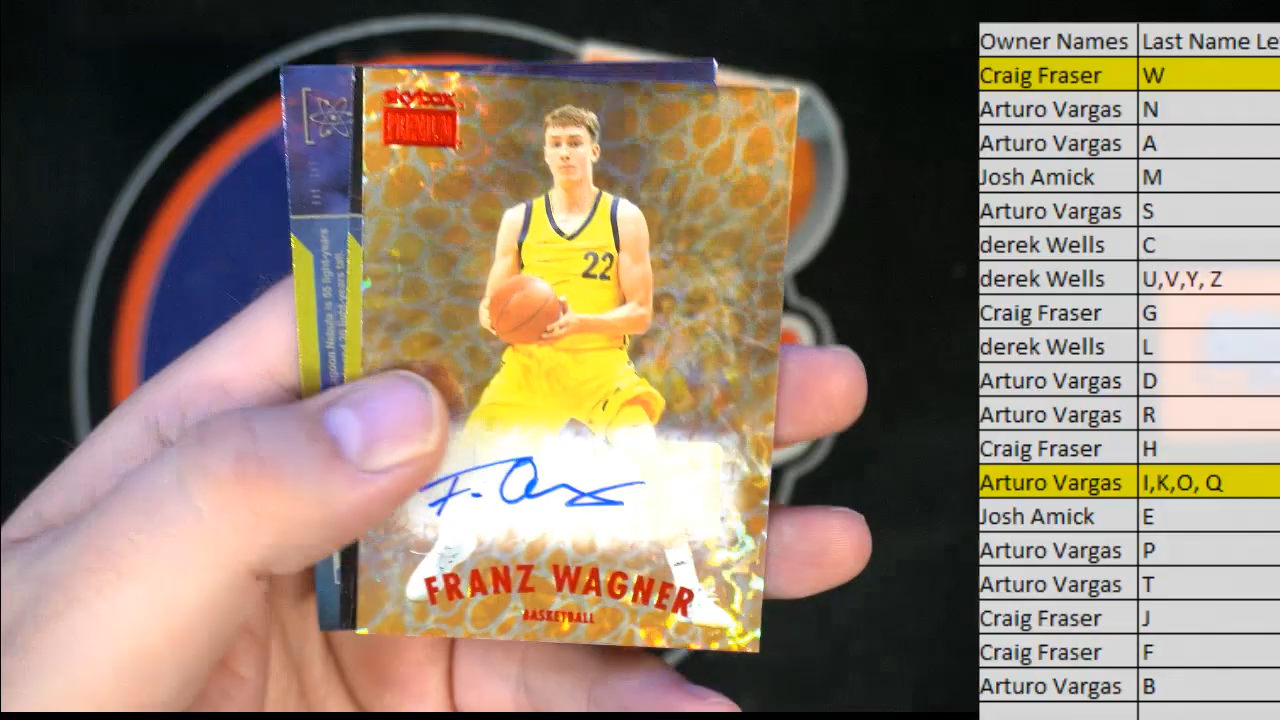 skybox
PREMIUM
22
F. Wagner
FRANZ WAGNER
BASKETBALL
Owner Names Last Name Le
Craig Fraser W
Arturo Vargas N
Arturo Vargas A
Josh Amick M
Arturo Vargas S
derek Wells C
derek Wells U,V,Y, Z
Craig Fraser G
derek Wells L
Arturo Vargas D
Arturo Vargas R
Craig Fraser H
Arturo Vargas I,K,O, Q
Josh Amick E
Arturo Vargas P
Arturo Vargas T
Craig Fraser J
Craig Fraser F
Arturo Vargas B